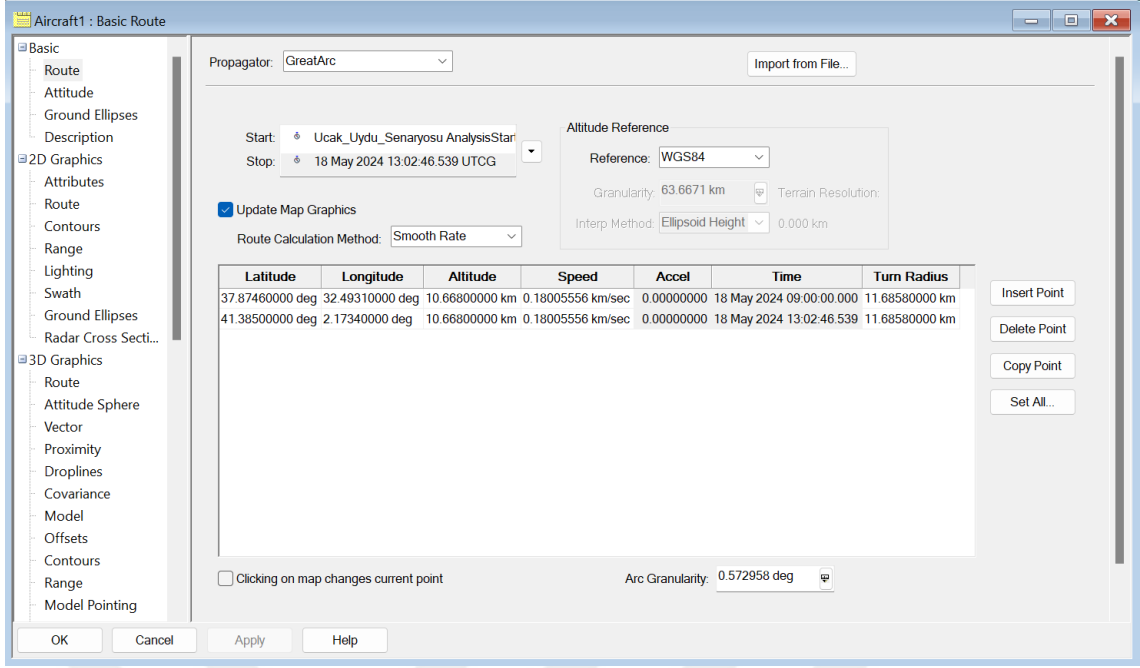 Aircraft1 : Basic Route
Basic
Route
Attitude
Ground Ellipses
Description
2D Graphics
Attributes
Route
Contours
Range
Lighting
Swath
Ground Ellipses
Radar Cross Secti...
3D Graphics
Route
Attitude Sphere
Vector
Proximity
Droplines
Covariance
Model
Offsets
Contours
Range
Model Pointing
Propagator: GreatArc
Import from File...
Start: Ucak_Uydu_Senaryosu AnalysisStart
Stop: 18 May 2024 13:02:46.539 UTCG
Altitude Reference
Reference: WGS84
Granularity: 63.6671 km Terrain Resolution:
Interp Method: Ellipsoid Height 0.000 km
Update Map Graphics
Route Calculation Method: Smooth Rate
Latitude Longitude Altitude Speed Accel Time Turn Radius
37.87460000 deg 32.49310000 deg 10.66800000 km 0.18005556 km/sec 0.00000000 18 May 2024 09:00:00.000 11.68580000 km
41.38500000 deg 2.17340000 deg 10.66800000 km 0.18005556 km/sec 0.00000000 18 May 2024 13:02:46.539 11.68580000 km
Insert Point
Delete Point
Copy Point
Set All...
Clicking on map changes current point
Arc Granularity: 0.572958 deg
OK Cancel Apply Help